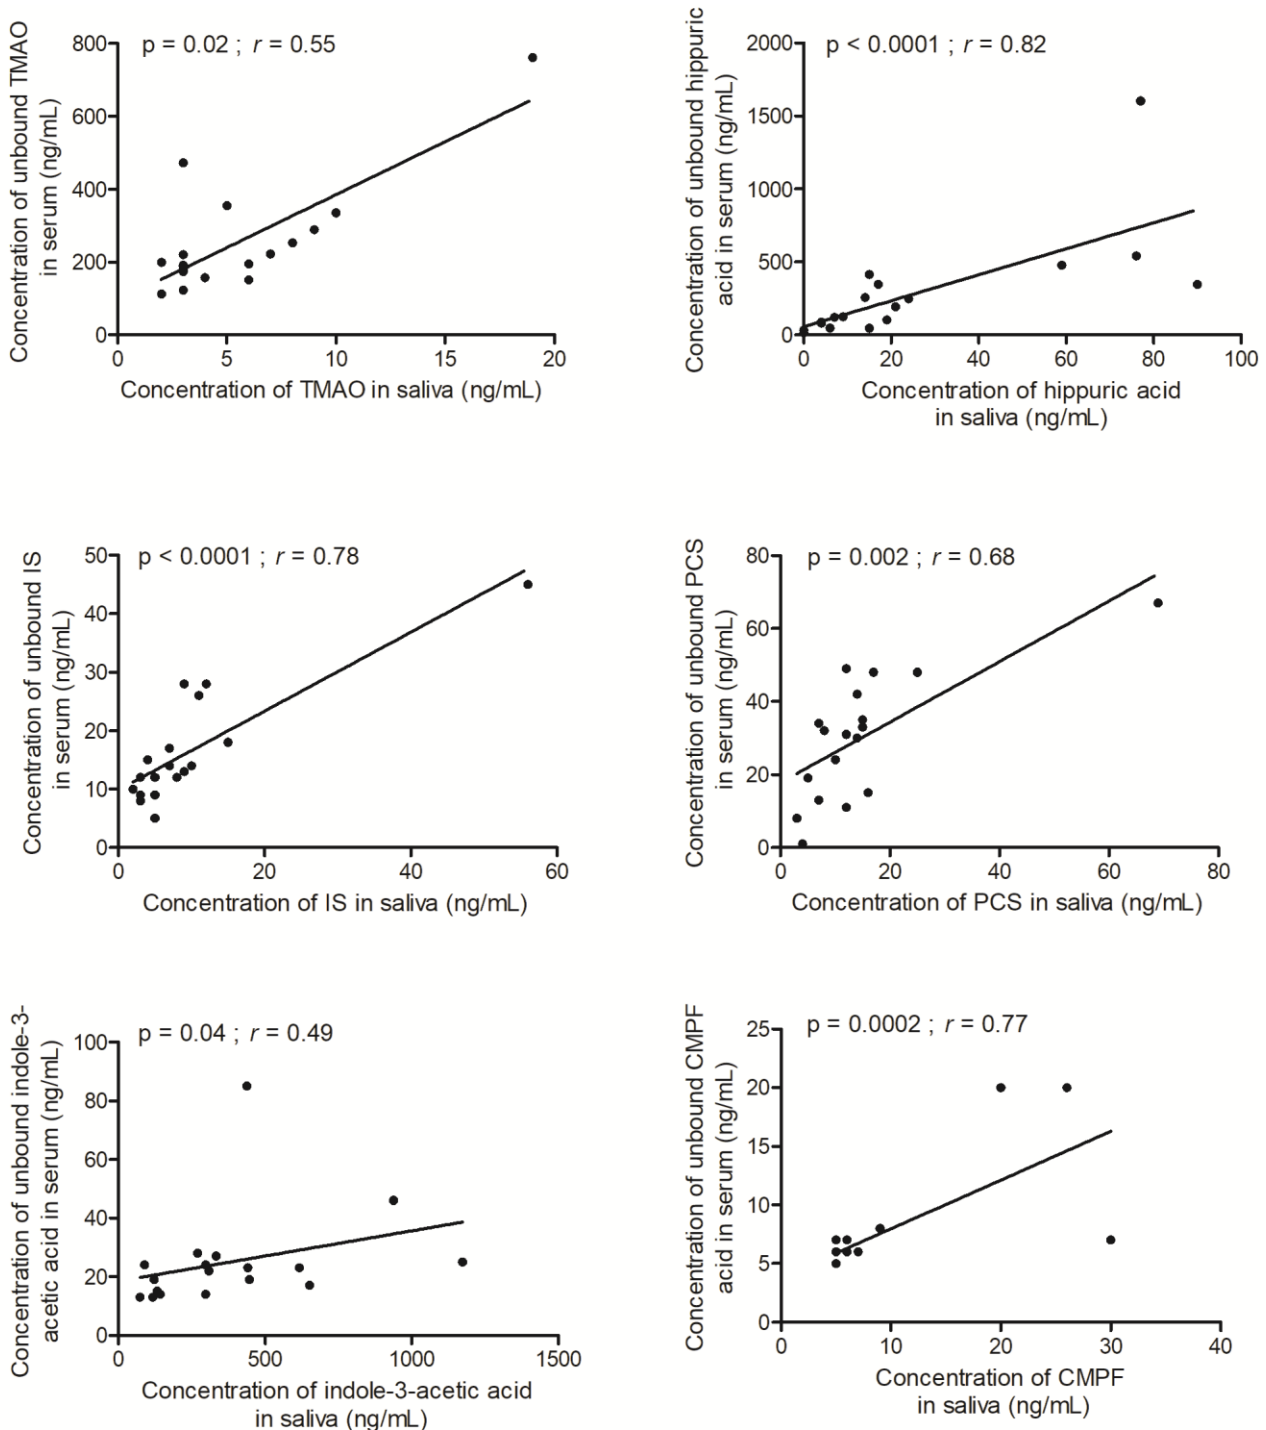 p = 0.02 ; r = 0.55
Concentration of unbound TMAO
in serum (ng/mL)
800
600
400
200
0
0 5 10 15 20
Concentration of TMAO in saliva (ng/mL)
p < 0.0001 ; r = 0.82
Concentration of unbound hippuric
acid in serum (ng/mL)
2000
1500
1000
500
0
0 20 40 60 80 100
Concentration of hippuric acid
in saliva (ng/mL)
p < 0.0001 ; r = 0.78
Concentration of unbound IS
in serum (ng/mL)
50
40
30
20
10
0
0 20 40 60
Concentration of IS in saliva (ng/mL)
p = 0.002 ; r = 0.68
Concentration of unbound PCS
in serum (ng/mL)
80
60
40
20
0
0 20 40 60 80
Concentration of PCS in saliva (ng/mL)
p = 0.04 ; r = 0.49
Concentration of unbound indole-3-
acetic acid in serum (ng/mL)
100
80
60
40
20
0
0 500 1000 1500
Concentration of indole-3-acetic acid
in saliva (ng/mL)
p = 0.0002 ; r = 0.77
Concentration of unbound CMPF
acid in serum (ng/mL)
25
20
15
10
5
0
0 10 20 30 40
Concentration of CMPF
in saliva (ng/mL)